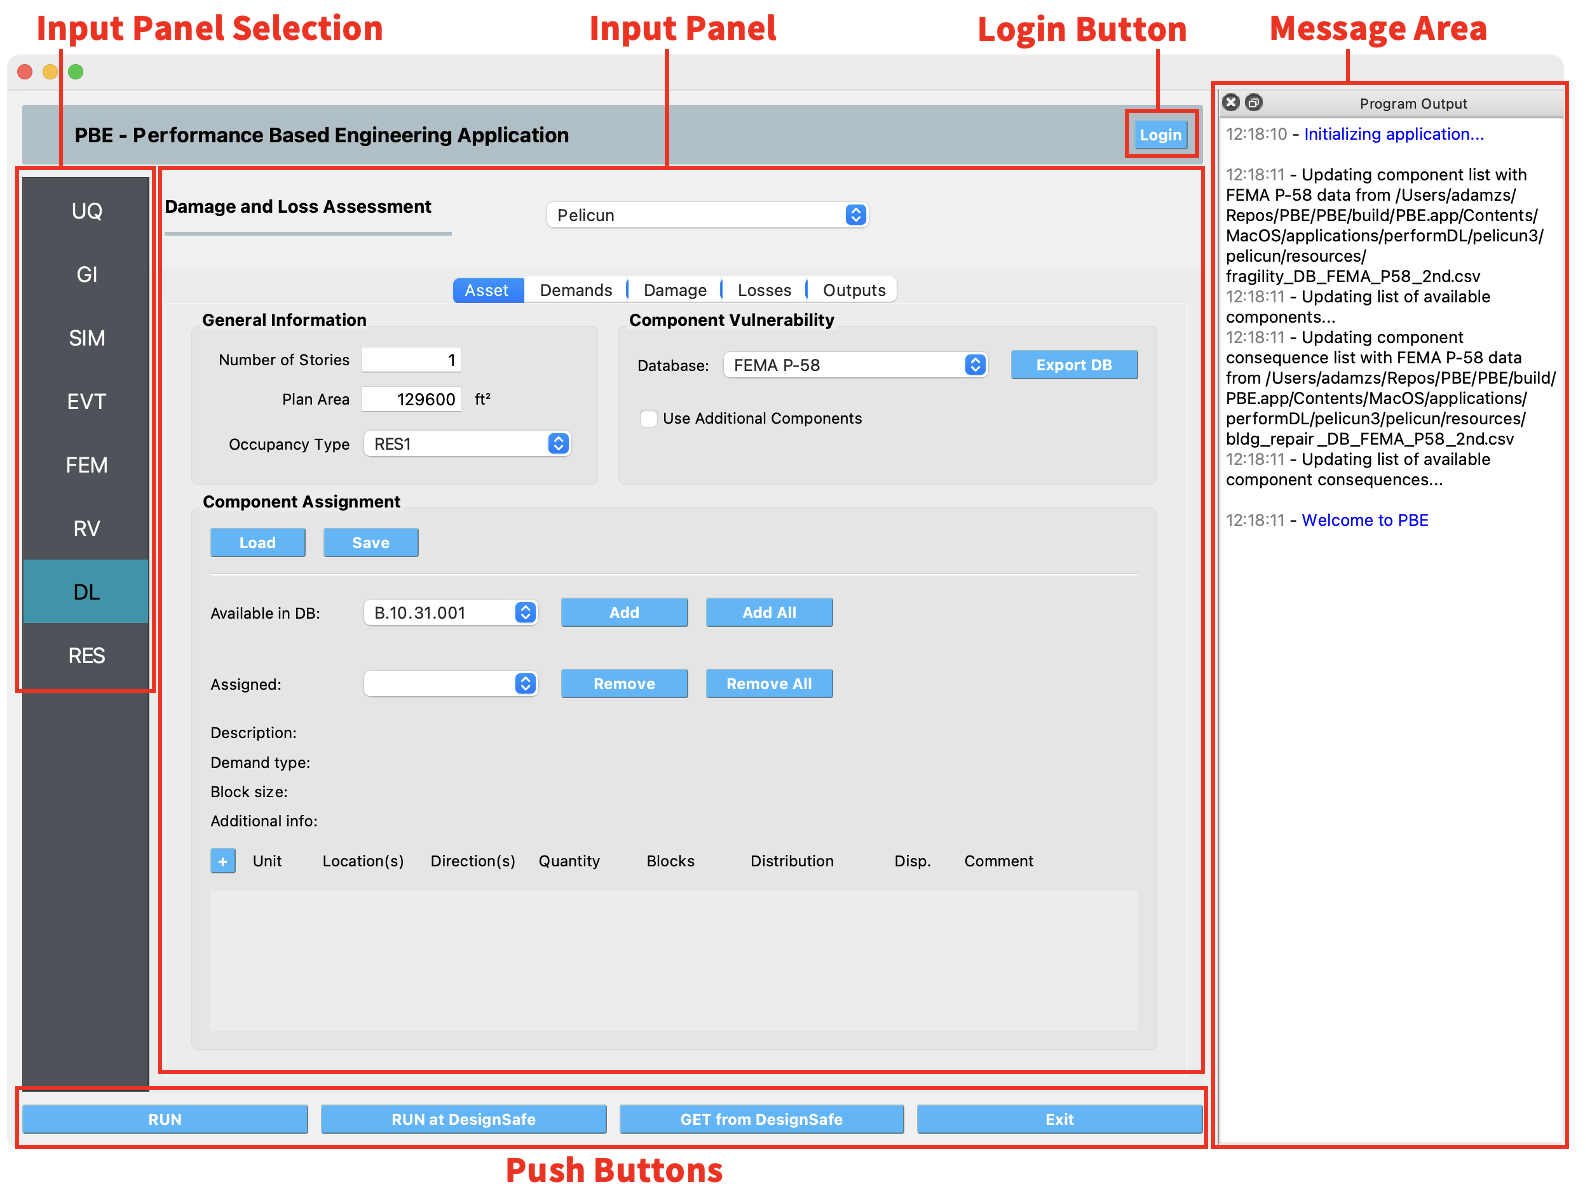 Input Panel Selection
Input Panel
Login Button
Message Area
PBE - Performance Based Engineering Application
Login
UQ
GI
SIM
EVT
FEM
RV
DL
RES
Damage and Loss Assessment
Pelicun
Asset
Demands
Damage
Losses
Outputs
General Information
Number of Stories
1
Plan Area
129600
ft²
Occupancy Type
RES1
Component Vulnerability
Database:
FEMA P-58
Export DB
Use Additional Components
Component Assignment
Load
Save
Available in DB:
B.10.31.001
Add
Add All
Assigned:
Remove
Remove All
Description:
Demand type:
Block size:
Additional info:
+
Unit
Location(s)
Direction(s)
Quantity
Blocks
Distribution
Disp.
Comment
RUN
RUN at DesignSafe
GET from DesignSafe
Exit
Push Buttons
Program Output
12:18:10 - Initializing application...
12:18:11 - Updating component list with
FEMA P-58 data from /Users/adamzs/
Repos/PBE/PBE/build/PBE.app/Contents/
MacOS/applications/performDL/pelicun3/
pelicun/resources/
fragility_DB_FEMA_P58_2nd.csv
12:18:11 - Updating list of available
components...
12:18:11 - Updating component
consequence list with FEMA P-58 data
from /Users/adamzs/Repos/PBE/PBE/build/
PBE.app/Contents/MacOS/applications/
performDL/pelicun3/pelicun/resources/
bldg_repair_DB_FEMA_P58_2nd.csv
12:18:11 - Updating list of available
component consequences...
12:18:11 - Welcome to PBE